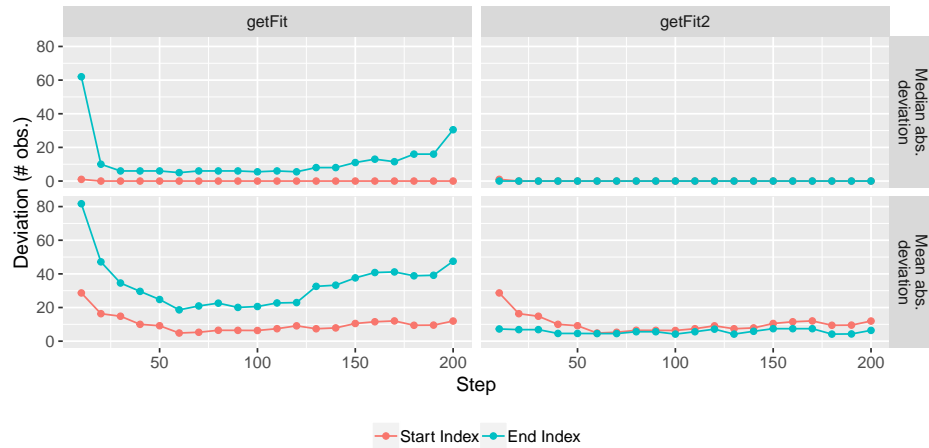 getFit
getFit2
80
60
40
20
0
Median abs.
deviation
80
60
40
20
0
Mean abs.
deviation
Deviation (# obs.)
50
100
150
200
50
100
150
200
Step
Start Index
End Index